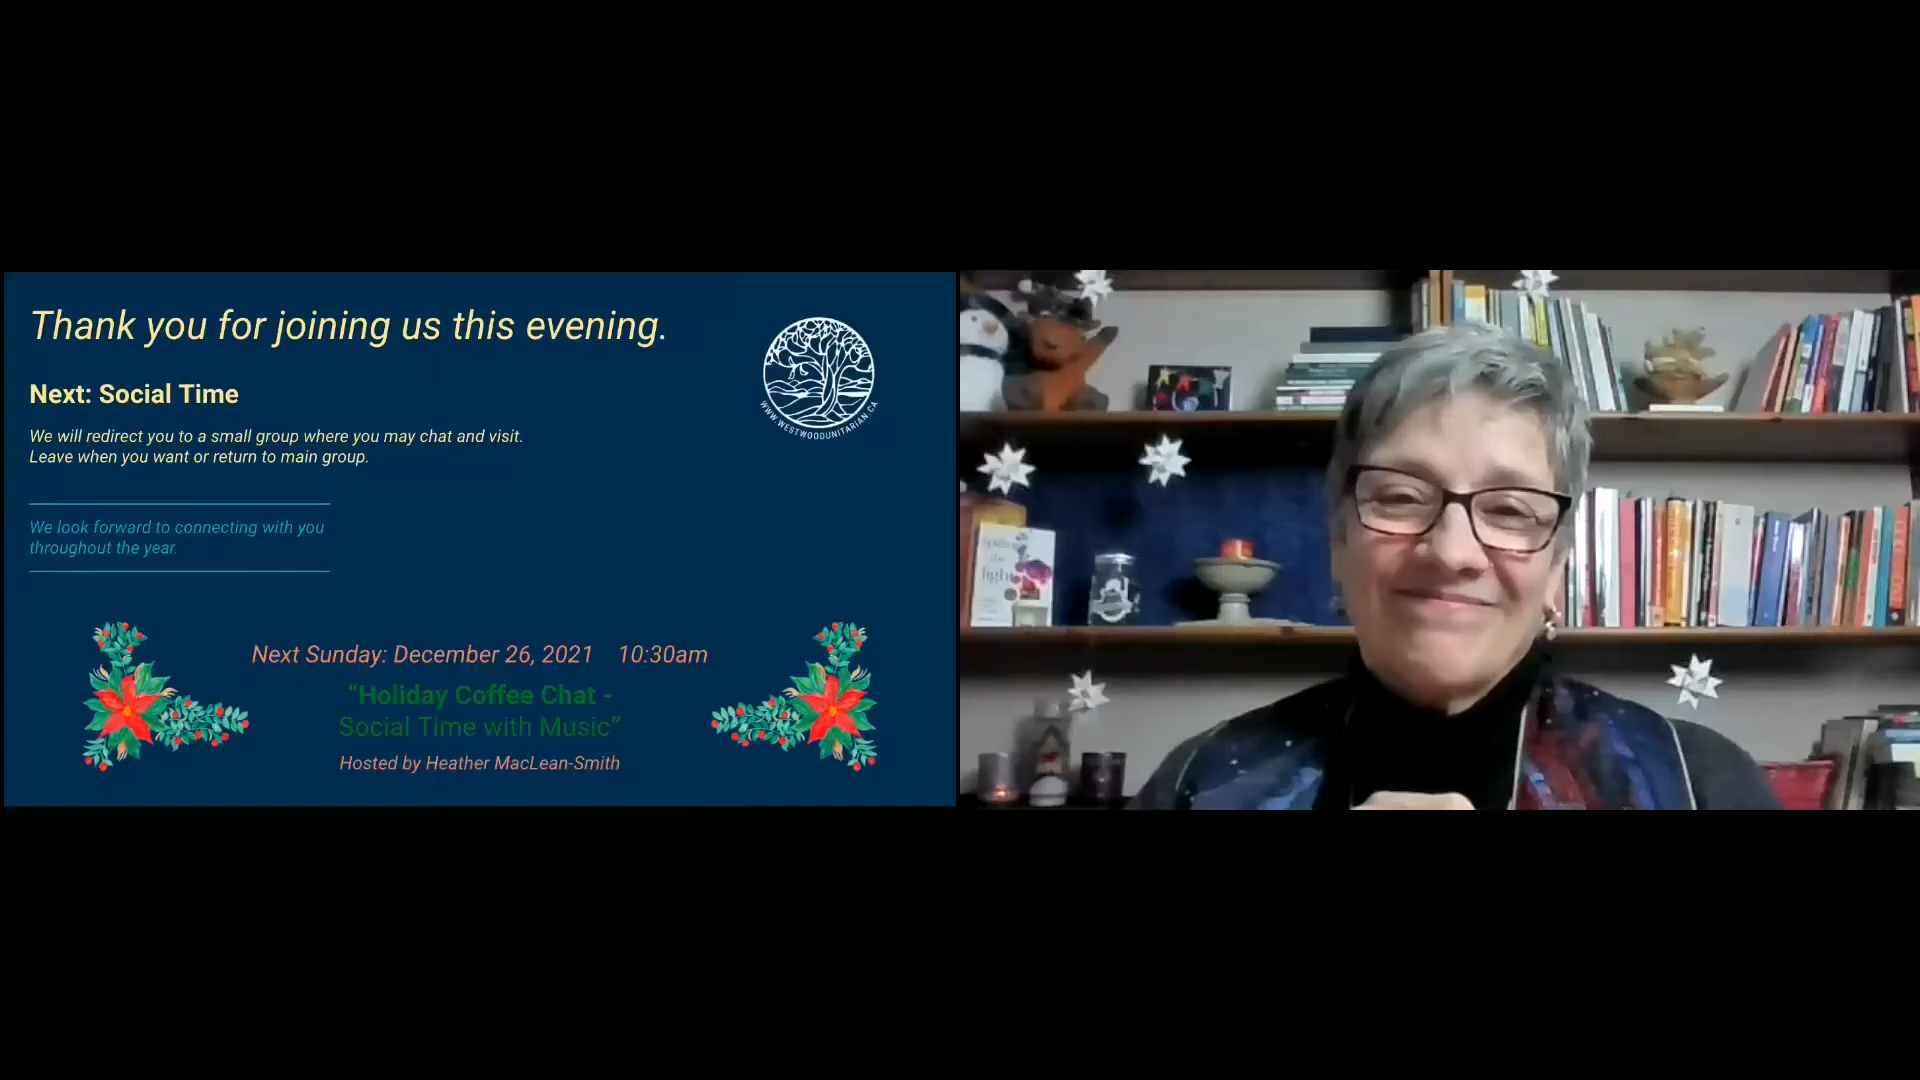 Thank you for joining us this evening.
Next: Social Time
We will redirect you to a small group where you may chat and visit.
Leave when you want or return to main group.
We look forward to connecting with you
throughout the year.
Next Sunday: December 26, 2021 10:30am
“Holiday Coffee Chat -
Social Time with Music”
Hosted by Heather MacLean-Smith
WWW.WESTWOODUNITARIAN.CA
the
light